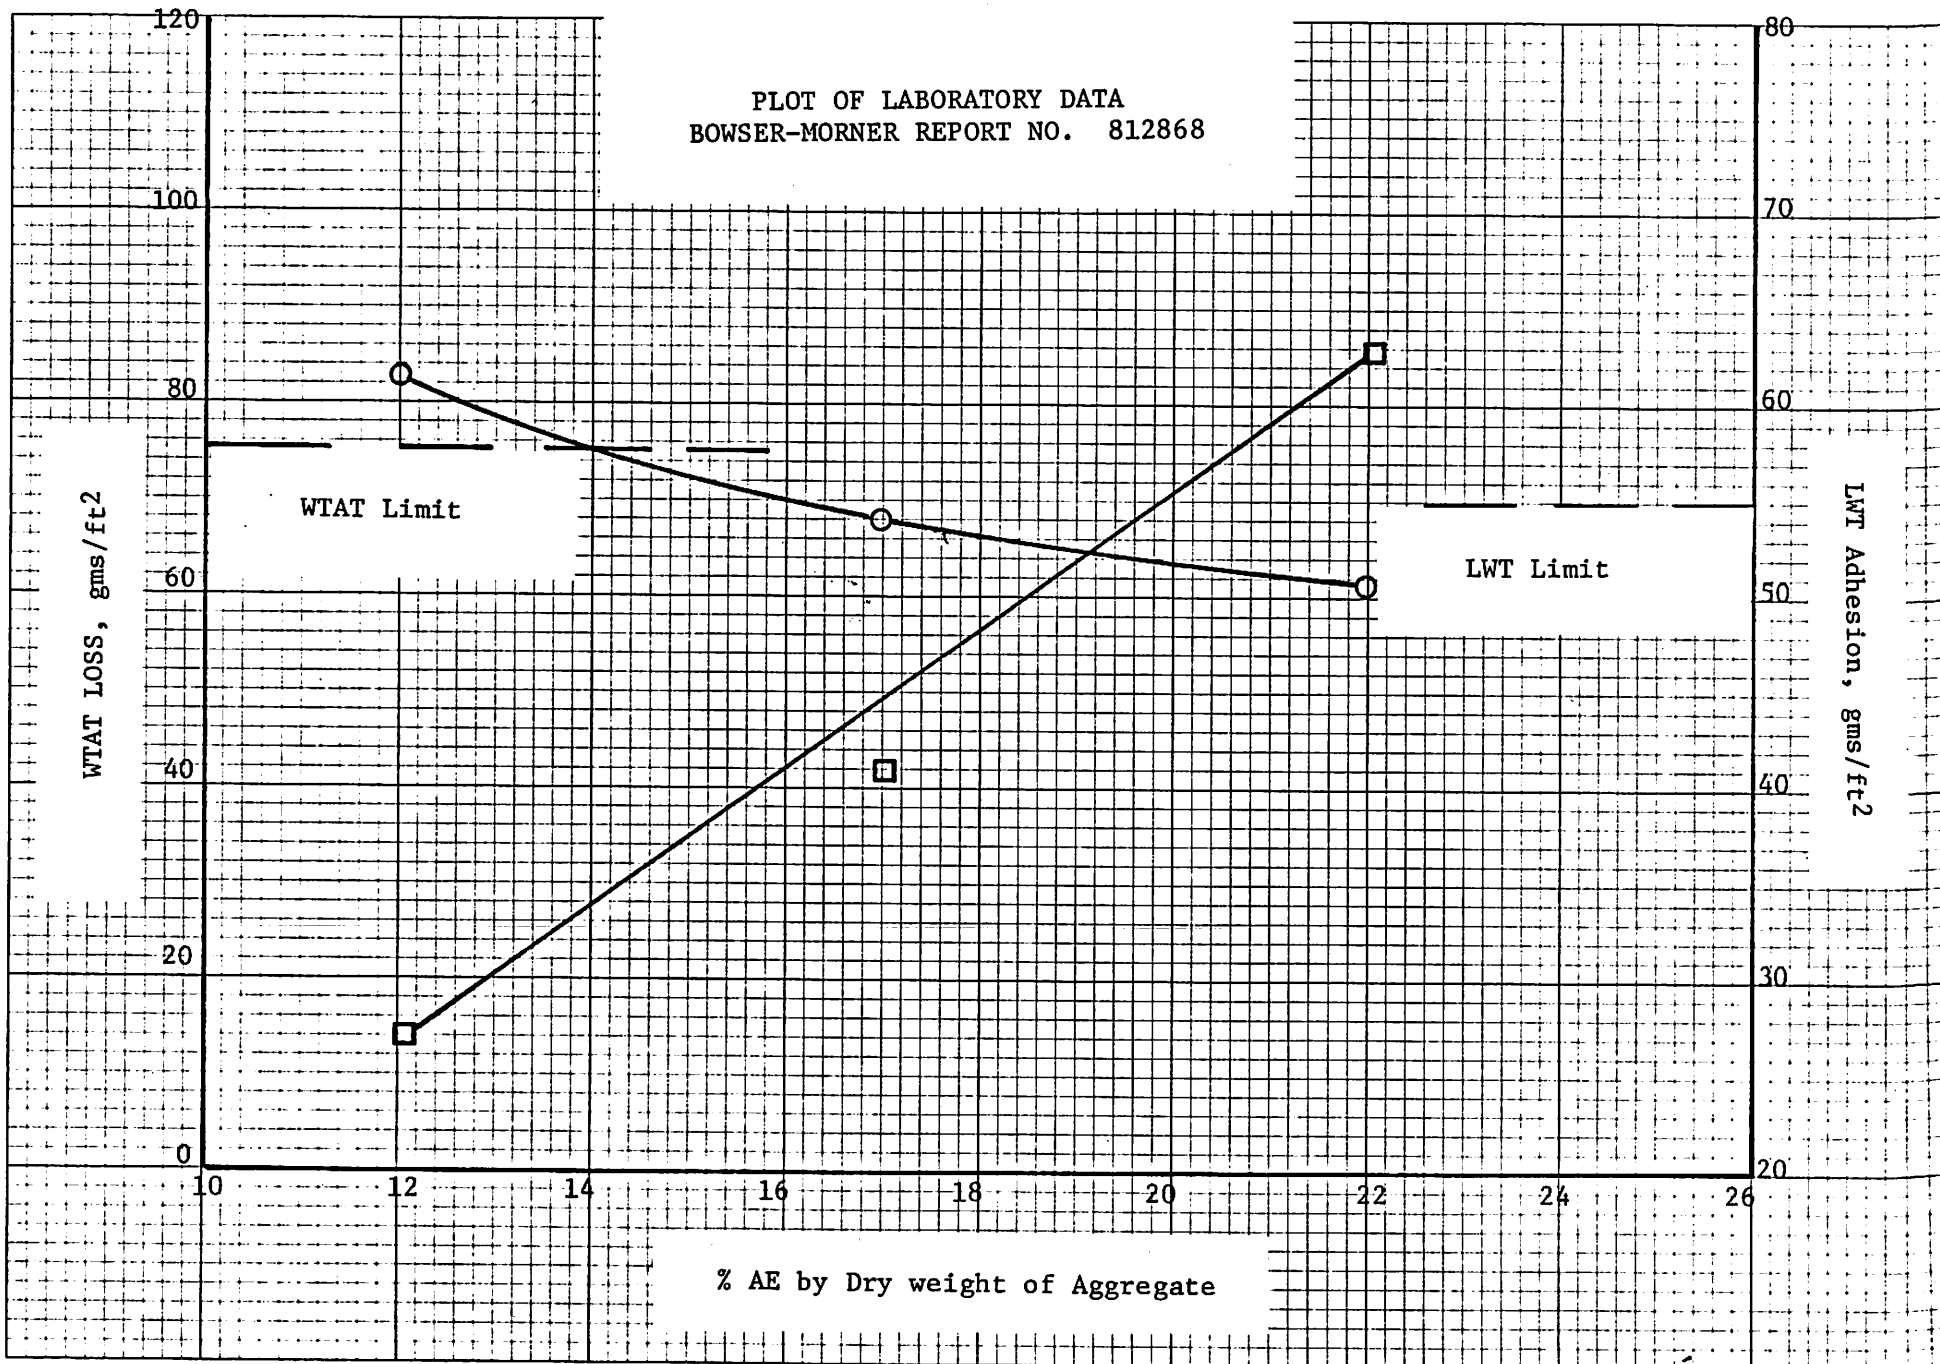 PLOT OF LABORATORY DATA
BOWSER-MORNER REPORT NO. 812868
120
100
80
60
40
20
0
WTAT LOSS, gms/ft2
WTAT Limit
LWT Limit
80
70
60
50
40
30
20
LWT Adhesion, gms/ft2
10 12 14 16 18 20 22 24 26
% AE by Dry weight of Aggregate